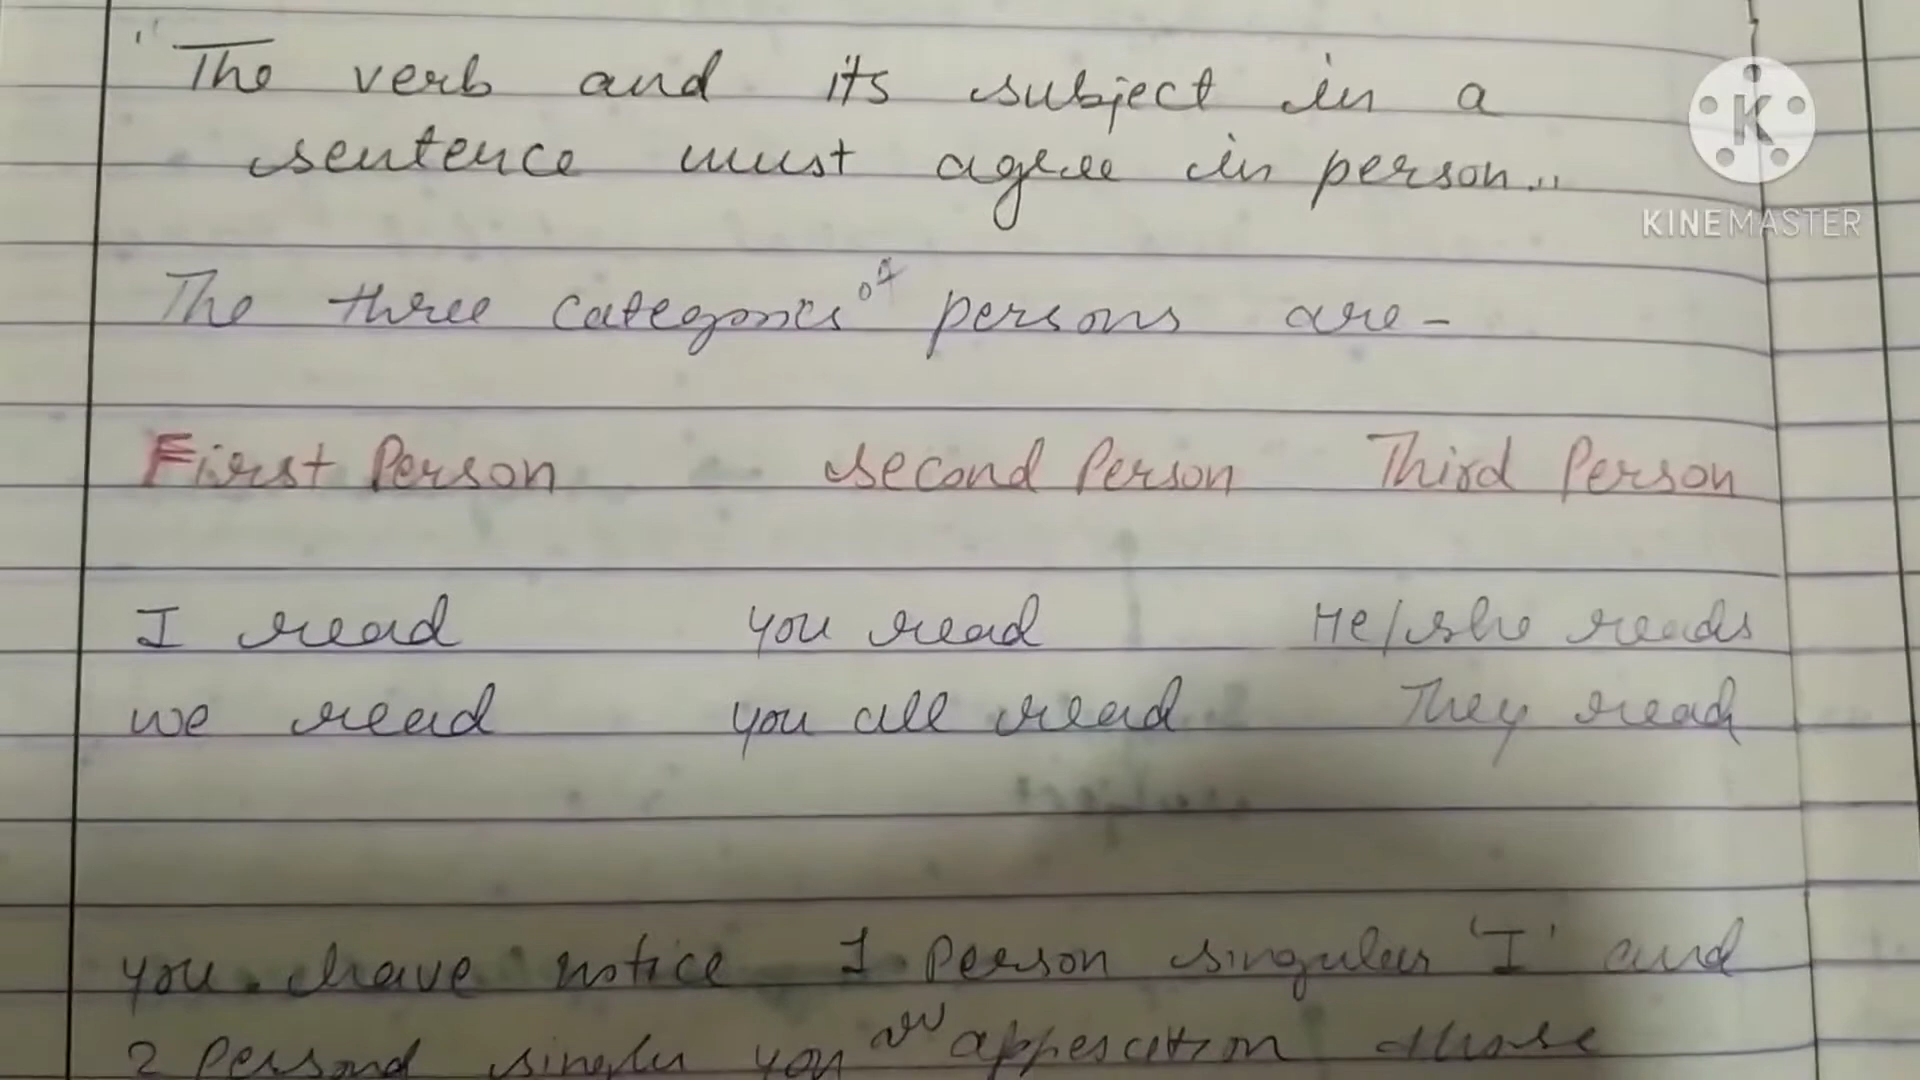 "The verb and its subject in a
sentence must agree in person.."
The three categories of persons are -
First Person second Person Third Person
I read you read He/she reads
we read you all read They read
you have notice 1 Person singular 'I' and
2 Person you
KINEMASTER